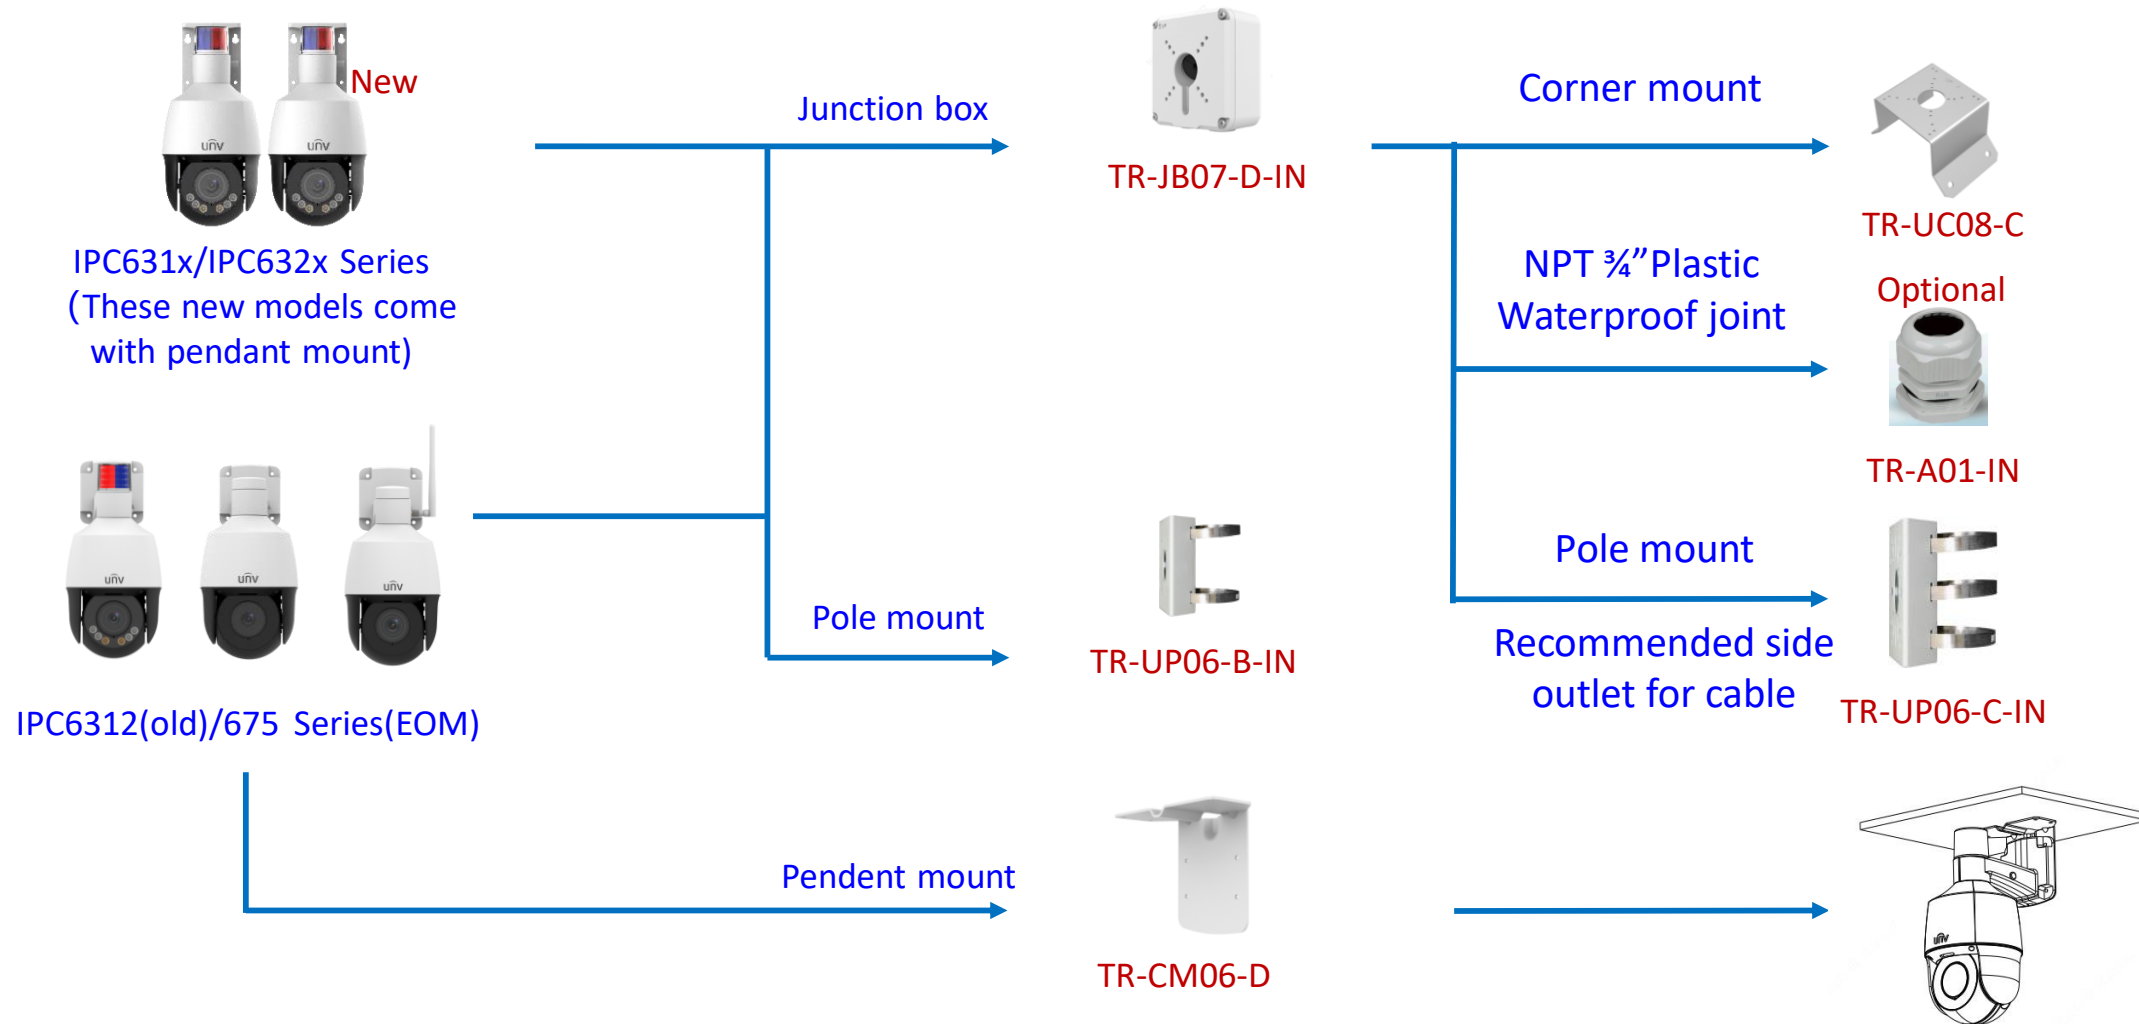 New
unv
unv
IPC631x/IPC632x Series
(These new models come
with pendant mount)
Junction box
TR-JB07-D-IN
Corner mount
TR-UC08-C
NPT ¾”Plastic
Waterproof joint
Optional
TR-A01-IN
unv
unv
unv
IPC6312(old)/675 Series(EOM)
Pole mount
TR-UP06-B-IN
Pole mount
Recommended side
outlet for cable
TR-UP06-C-IN
Pendent mount
TR-CM06-D
unv